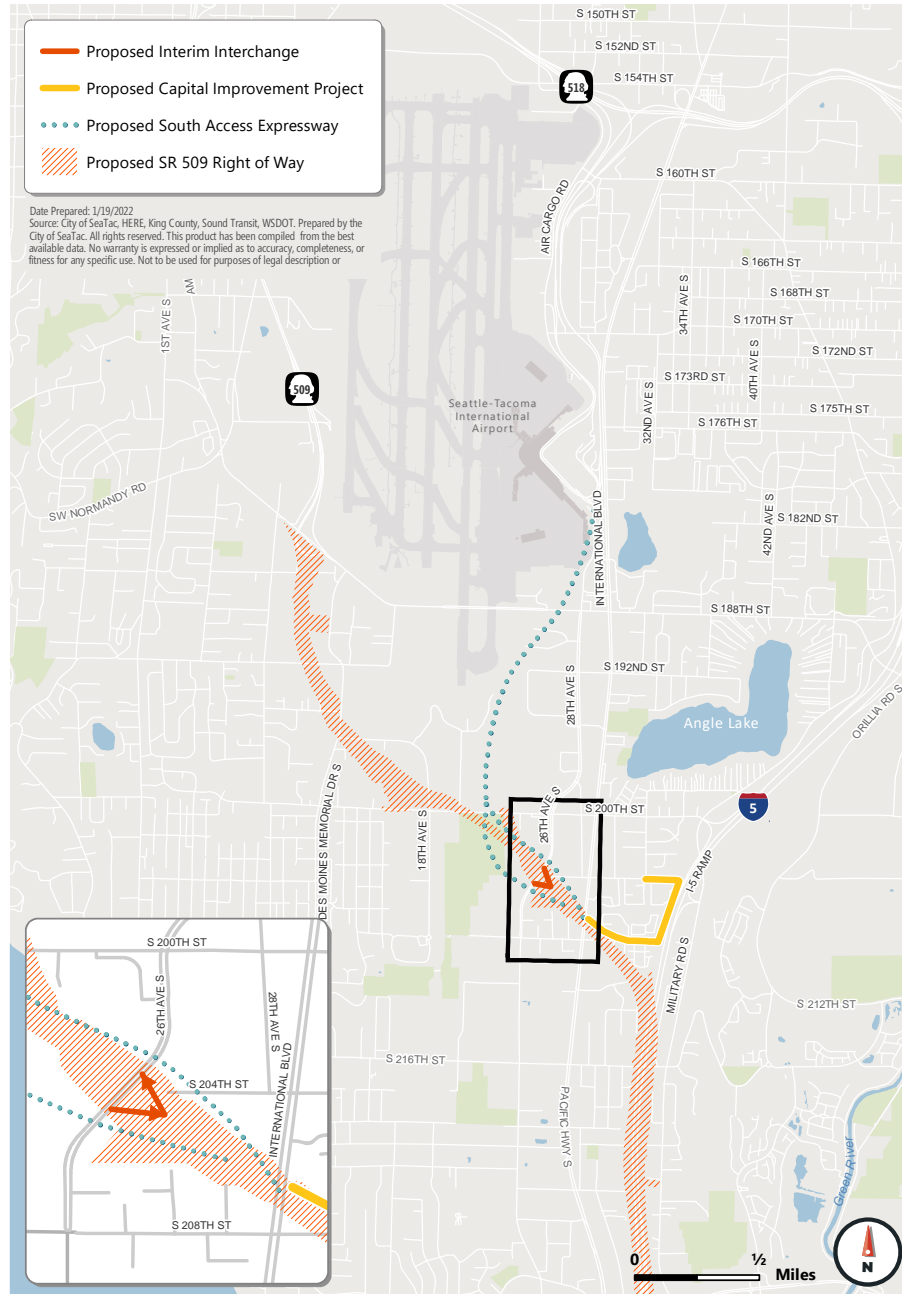 Proposed Interim Interchange
Proposed Capital Improvement Project
Proposed South Access Expressway
Proposed SR 509 Right of Way
Date Prepared: 1/19/2022
Source: City of SeaTac, HERE, King County, Sound Transit, WSDOT. Prepared by the
City of SeaTac. All rights reserved. This product has been compiled from the best
available data. No warranty is expressed or implied as to accuracy, completeness, or
fitness for any specific use. Not to be used for purposes of legal description or
S 150TH ST
S 152ND ST
S 154TH ST
518
S 160TH ST
AIR CARGO RD
S 166TH ST
34TH AVE S
S 168TH ST
AM
1ST AVE S
S 170TH ST
40TH AVE S
S 172ND ST
509
S 173RD ST
32ND AVE S
Seattle-Tacoma
International
Airport
S 175TH ST
S 176TH ST
SW NORMANDY RD
INTERNATIONAL BLVD
42ND AVE S
S 182ND ST
S 188TH ST
S 192ND ST
28TH AVE S
ORILLIA RD S
Angle Lake
DES MOINES MEMORIAL DR S
18TH AVE S
26TH AVE S
S 200TH ST
5
I-5 RAMP
MILITARY RD S
S 212TH ST
S 216TH ST
PACIFIC HWY S
Green River
S 200TH ST
26TH AVE S
28TH AVE S
S 204TH ST
INTERNATIONAL BLVD
S 208TH ST
0
½
Miles
N